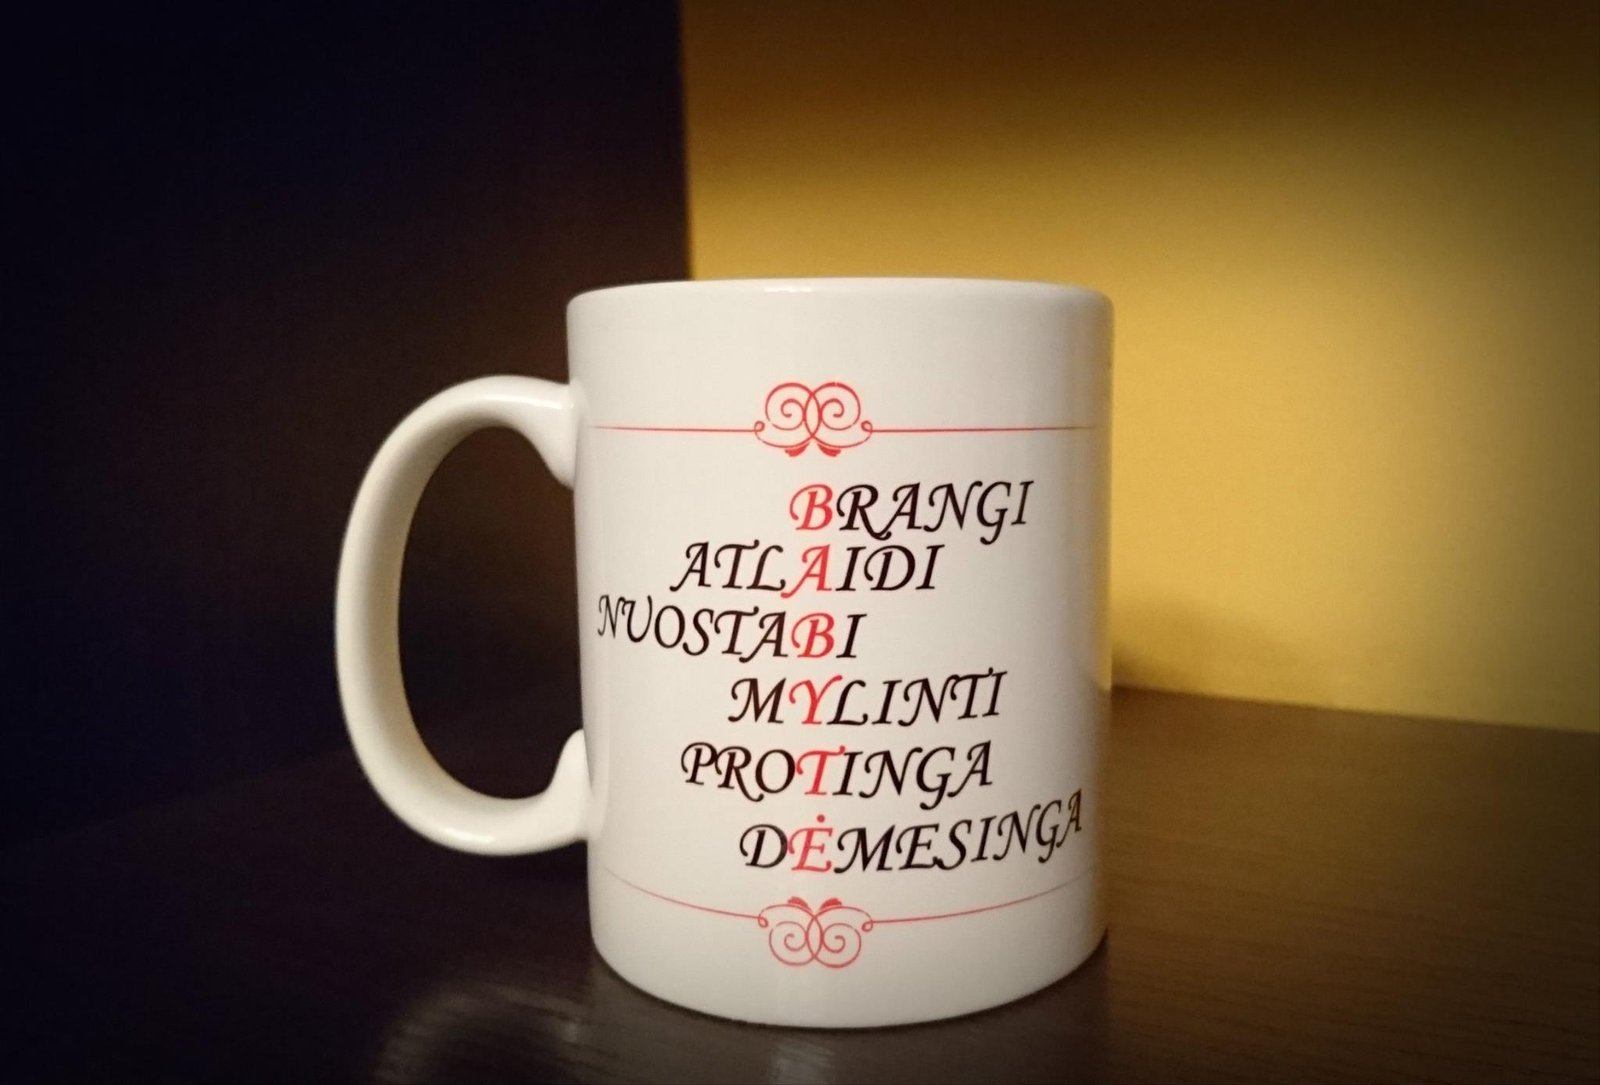 BRANGI
ATLAIDI
NUOSTABI
MYLINTI
PROTINGA
DĖMESINGA